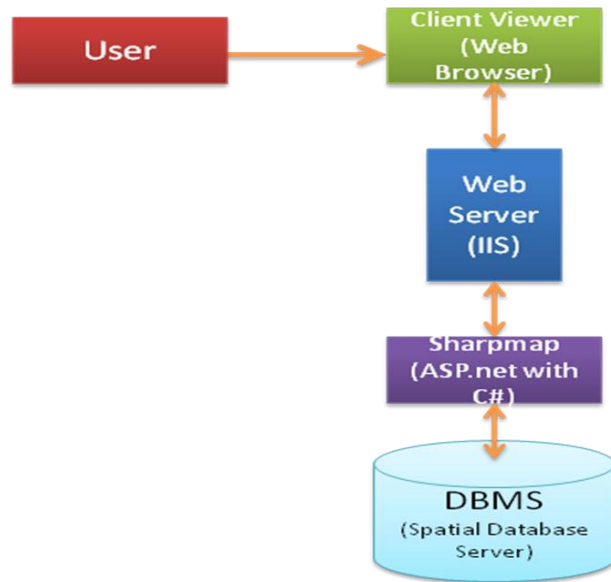 User
Client Viewer
(Web
Browser)
Web
Server
(IIS)
Sharpmap
(ASP.net with
C#)
DBMS
(Spatial Database
Server)